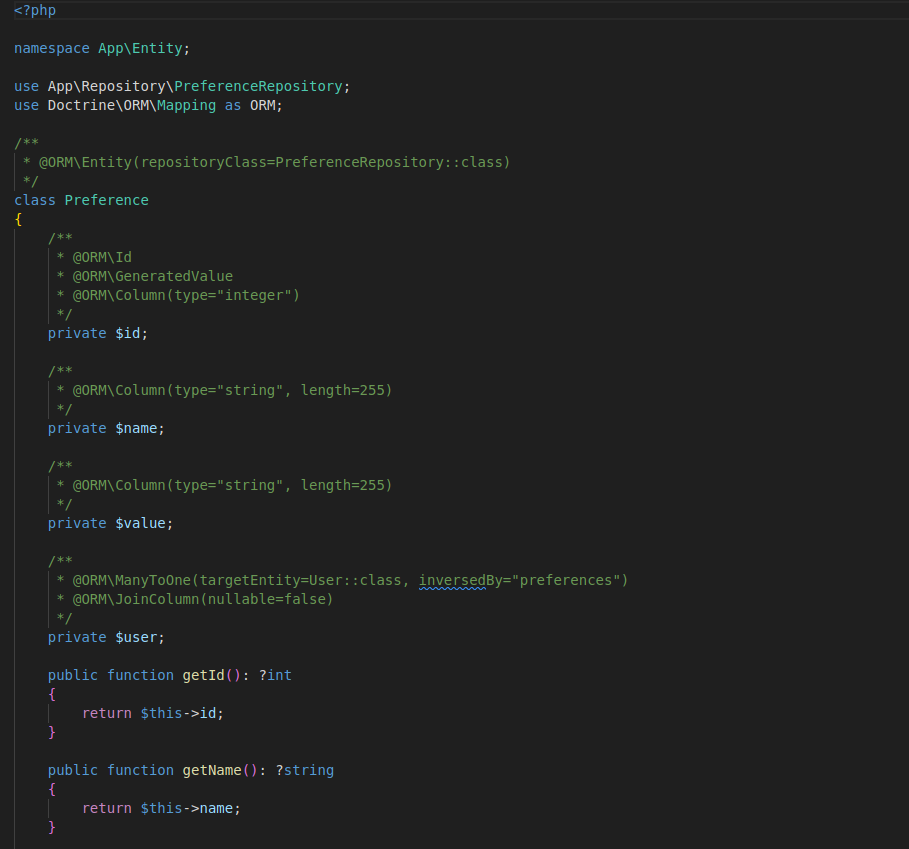 <?php
namespace App\Entity;
use App\Repository\PreferenceRepository;
use Doctrine\ORM\Mapping as ORM;
/**
 * @ORM\Entity(repositoryClass=PreferenceRepository::class)
 */
class Preference
{
    /**
     * @ORM\Id
     * @ORM\GeneratedValue
     * @ORM\Column(type="integer")
     */
    private $id;
    /**
     * @ORM\Column(type="string", length=255)
     */
    private $name;
    /**
     * @ORM\Column(type="string", length=255)
     */
    private $value;
    /**
     * @ORM\ManyToOne(targetEntity=User::class, inversedBy="preferences")
     * @ORM\JoinColumn(nullable=false)
     */
    private $user;
    public function getId(): ?int
    {
        return $this->id;
    }
    public function getName(): ?string
    {
        return $this->name;
    }